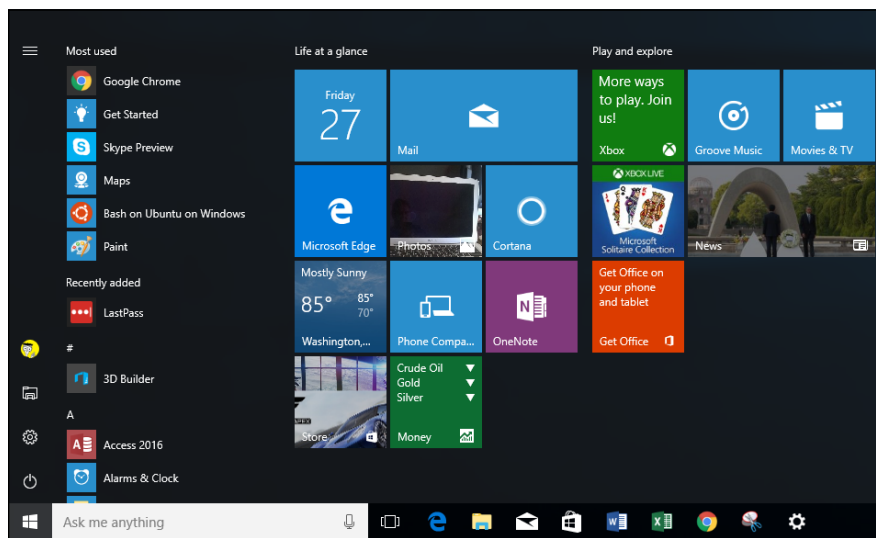 Most used
Google Chrome
Get Started
Skype Preview
Maps
Bash on Ubuntu on Windows
Paint
Recently added
LastPass
#
3D Builder
A
Access 2016
Alarms & Clock
Life at a glance
Friday
27
Mail
Microsoft Edge
Photos
Cortana
Mostly Sunny
85° 85°
70°
Washington,...
Phone Compa...
OneNote
Store
Crude Oil
Gold
Silver
Money
Play and explore
More ways
to play. Join
us!
Xbox
Groove Music
Movies & TV
XBOX LIVE
Microsoft
Solitaire Collection
News
Get Office on
your phone
and tablet
Get Office
Ask me anything